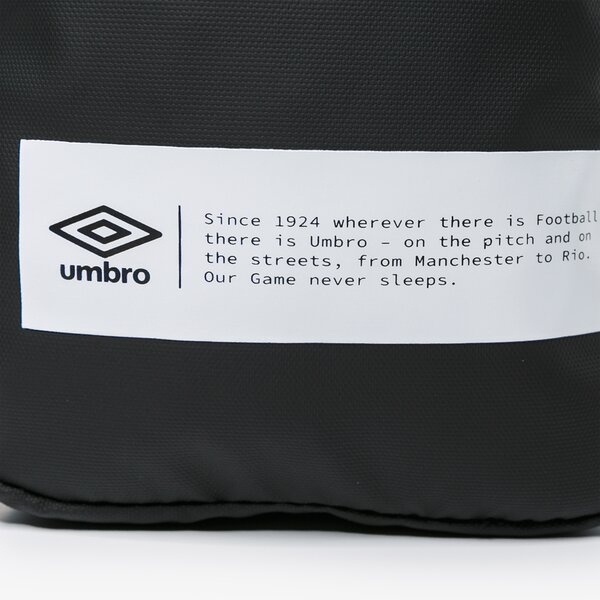 umbro
Since 1924 wherever there is Football
there is Umbro – on the pitch and on
the streets, from Manchester to Rio.
Our Game never sleeps.